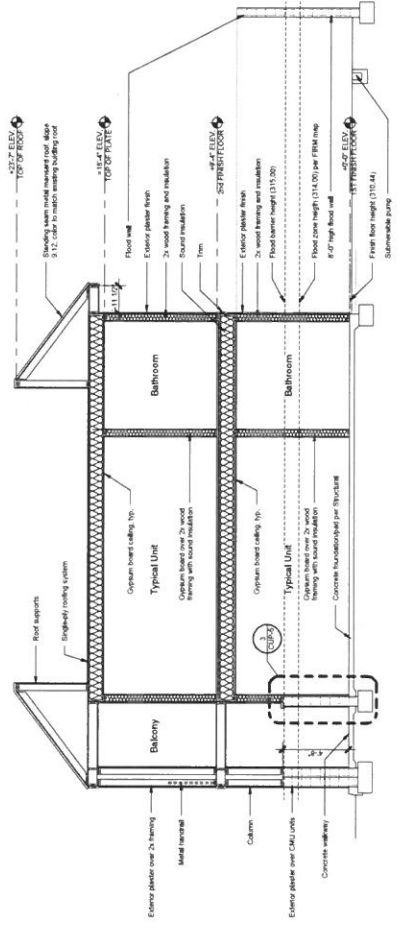 +23'-7" ELEV.
TOP OF ROOF
Standing seam metal mansard roof, slope
9:12, color to match existing building roof
+18'-4" ELEV.
TOP OF PLATE
Flood wall
Exterior plaster finish
2x wood framing and insulation
Sound insulation
Trim
+9'-4" ELEV.
2nd FINISH FLOOR
Exterior plaster finish
2x wood framing and insulation
Flood barrier height (315.00)
Flood zone heigth (314.00) per FIRM map
8'-0" high flood wall
+0'-0" ELEV.
1ST FINISH FLOOR
Finish floor height (310.44)
Submersible pump
Bathroom
Bathroom
Gypsum board ceiling, typ.
Typical Unit
Gypsum board over 2x wood
framing with sound insulation
Gypsum board ceiling, typ.
Typical Unit
Gypsum board over 2x wood
framing with sound insulation
Concrete foundation/pad per Structural
Roof supports
Single-ply roofing system
3
Balcony
4'-6"
Exterior plaster over 2x framing
Metal handrail
Column
Exterior plaster over CMU units
Concrete walkway